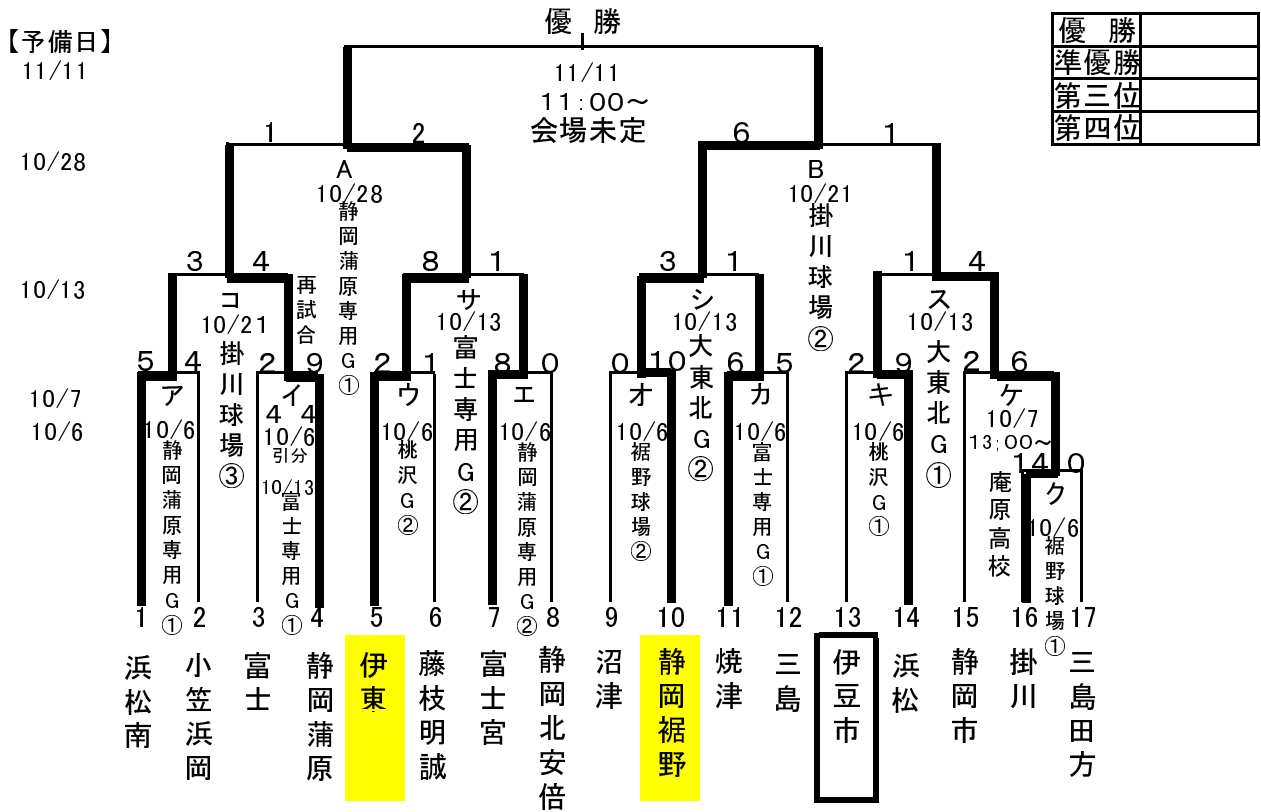 優 勝
【予備日】
11/11
10/28
10/13
10/7
10/6
優 勝
準優勝
第三位
第四位
11/11
11:00～
会場未定
1
2
6
1
A
10/28
静岡蒲原専用G①
B
10/21
掛川球場②
3
4
8
1
3
1
1
4
コ
10/21
掛川球場③
再試合
サ
10/13
富士専用G②
シ
10/13
大東北G②
ス
10/13
大東北G①
5
4
2
9
2
1
8
0
0
10
6
5
2
9
2
6
ア
10/6
静岡蒲原専用G①
イ
4 4
10/6
引分
10/13
富士専用G①
ウ
10/6
桃沢G②
エ
10/6
静岡蒲原専用G②
オ
10/6
裾野球場②
カ
10/6
富士専用G①
キ
10/6
桃沢G①
ケ
10/7
13;00～
庵原高校
14
0
ク
10/6
裾野球場①
1
2
3
4
5
6
7
8
9
10
11
12
13
14
15
16
17
浜松南
小笠浜岡
富士
静岡蒲原
伊東
藤枝明誠
富士宮
静岡北安倍
沼津
静岡裾野
焼津
三島
伊豆市
浜松
静岡市
掛川
三島田方